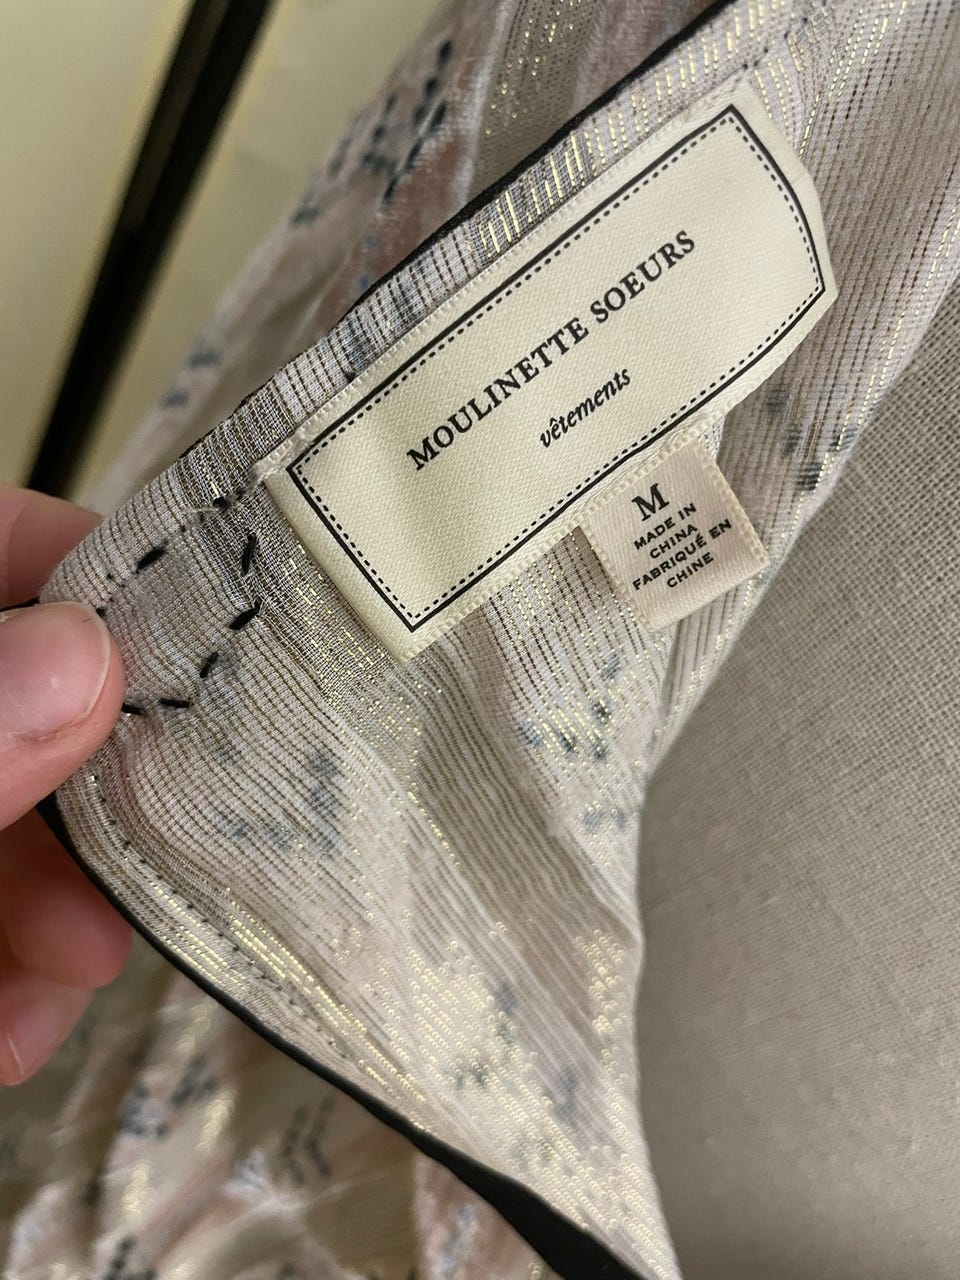 MOULINETTE SOEURS
vêtements
M
MADE IN
CHINA
FABRIQUÉ EN
CHINE